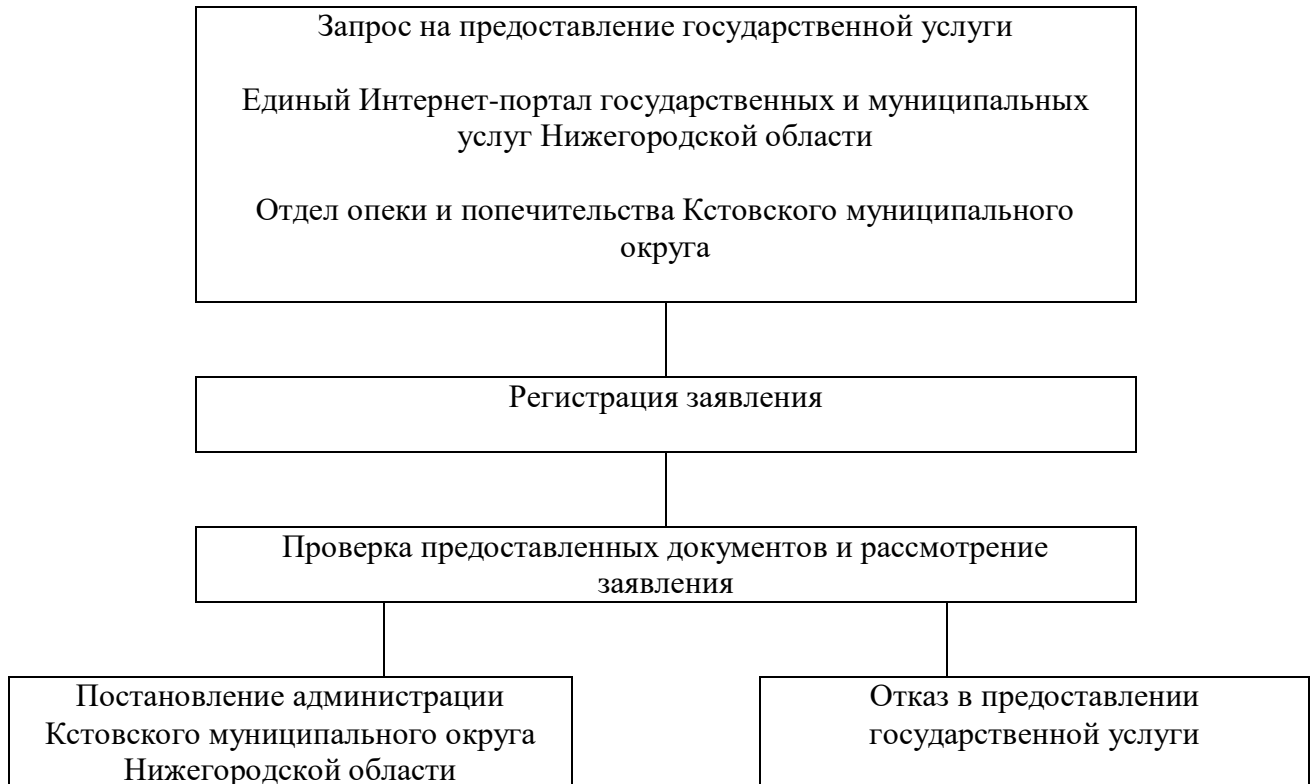 Запрос на предоставление государственной услуги
Единый Интернет-портал государственных и муниципальных
услуг Нижегородской области
Отдел опеки и попечительства Кстовского муниципального
округа
Регистрация заявления
Проверка предоставленных документов и рассмотрение
заявления
Постановление администрации
Кстовского муниципального округа
Нижегородской области
Отказ в предоставлении
государственной услуги